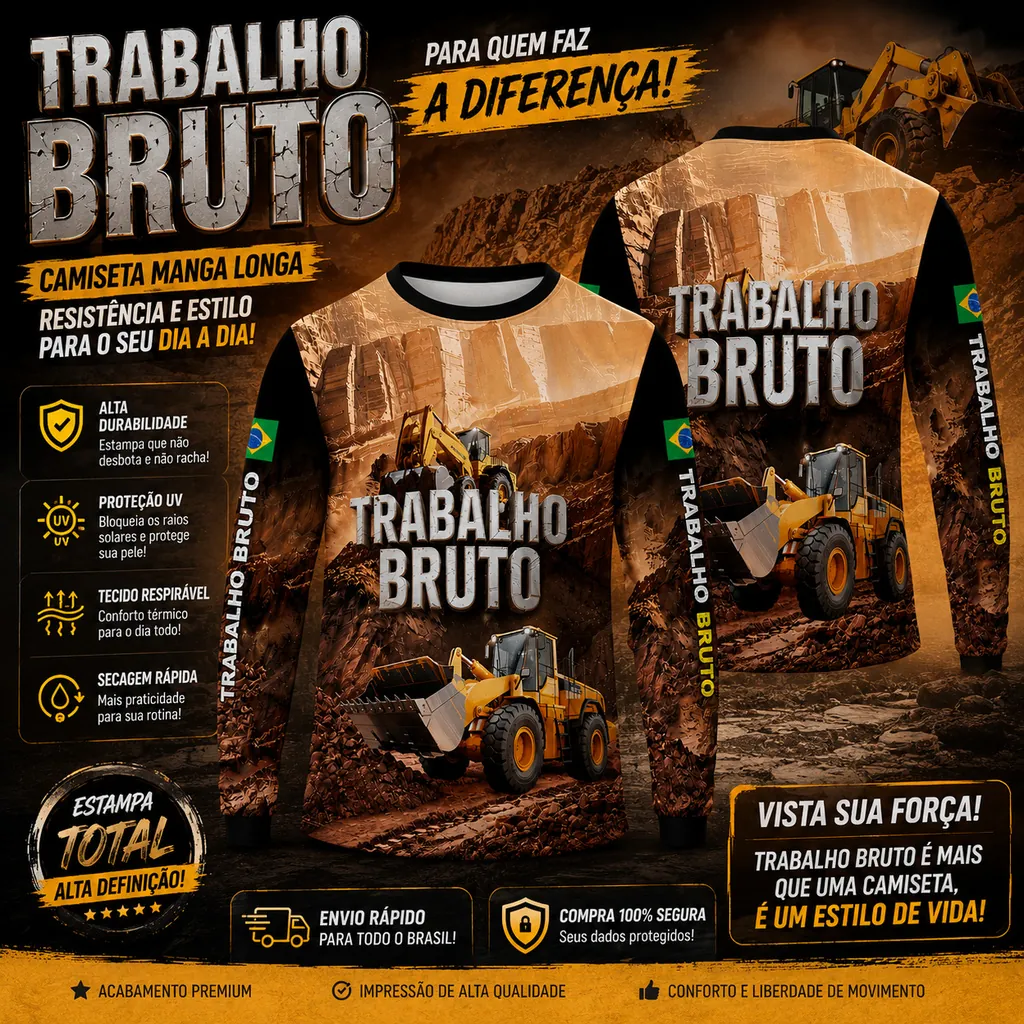 TRABALHO
BRUTO
PARA QUEM FAZ
A DIFERENÇA!
CAMISETA MANGA LONGA
RESISTÊNCIA E ESTILO
PARA O SEU DIA A DIA!
ALTA
DURABILIDADE
Estampa que não
desbota e não racha!
PROTEÇÃO UV
Bloqueia os raios
solares e protege
sua pele!
UV
UV
TECIDO RESPIRÁVEL
Conforto térmico
para o dia todo!
SECAGEM RÁPIDA
Mais praticidade
para sua rotina!
TRABALHO BRUTO
TRABALHO
BRUTO
TRABALHO BRUTO
TRABALHO
BRUTO
TRABALHO BRUTO
ESTAMPA
TOTAL
ALTA DEFINIÇÃO!
ENVIO RÁPIDO
PARA TODO O BRASIL!
COMPRA 100% SEGURA
Seus dados protegidos!
VISTA SUA FORÇA!
TRABALHO BRUTO É MAIS
QUE UMA CAMISETA,
É UM ESTILO DE VIDA!
ACABAMENTO PREMIUM
IMPRESSÃO DE ALTA QUALIDADE
CONFORTO E LIBERDADE DE MOVIMENTO